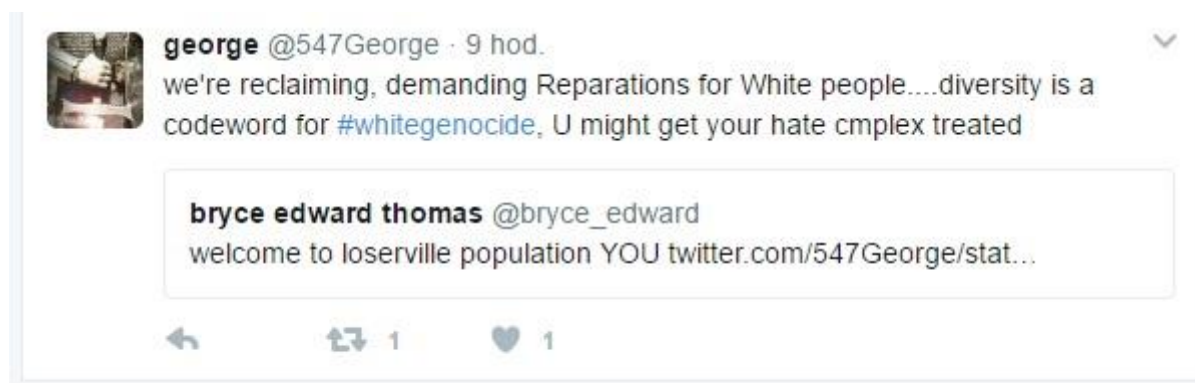 george @547George · 9 hod.
we're reclaiming, demanding Reparations for White people....diversity is a
codeword for #whitegenocide, U might get your hate cmplex treated
bryce edward thomas @bryce_edward
welcome to loserville population YOU twitter.com/547George/stat…
1 1